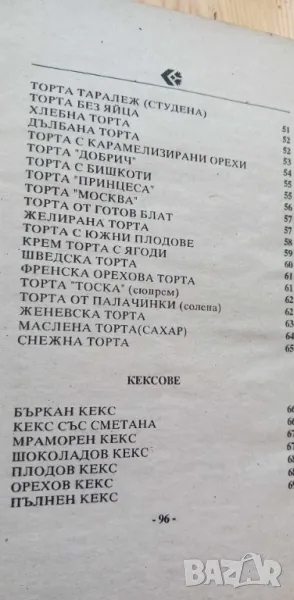 ТОРТА ТАРАЛЕЖ (СТУДЕНА)
ТОРТА БЕЗ ЯЙЦА 51
ХЛЕБНА ТОРТА 52
ДЪЛБАНА ТОРТА 52
ТОРТА С КАРАМЕЛИЗИРАНИ ОРЕХИ 53
ТОРТА "ДОБРИЧ" 54
ТОРТА С БИШКОТИ 55
ТОРТА "ПРИНЦЕСА" 55
ТОРТА "МОСКВА" 56
ТОРТА ОТ ГОТОВ БЛАТ 57
ЖЕЛИРАНА ТОРТА 58
ТОРТА С ЮЖНИ ПЛОДОВЕ 59
КРЕМ ТОРТА С ЯГОДИ 60
ШВЕДСКА ТОРТА 61
ФРЕНСКА ОРЕХОВА ТОРТА 61
ТОРТА "ТОСКА" (сюпрем) 62
ТОРТА ОТ ПАЛАЧИНКИ (солена) 62
ЖЕНЕВСКА ТОРТА 63
МАСЛЕНА ТОРТА(САХАР) 64
СНЕЖНА ТОРТА 65
КЕКСОВЕ
БЪРКАН КЕКС
КЕКС СЪС СМЕТАНА
МРАМОРЕН КЕКС
ШОКОЛАДОВ КЕКС
ПЛОДОВ КЕКС
ОРЕХОВ КЕКС
ПЪЛНЕН КЕКС
- 96 -
bazar.bg